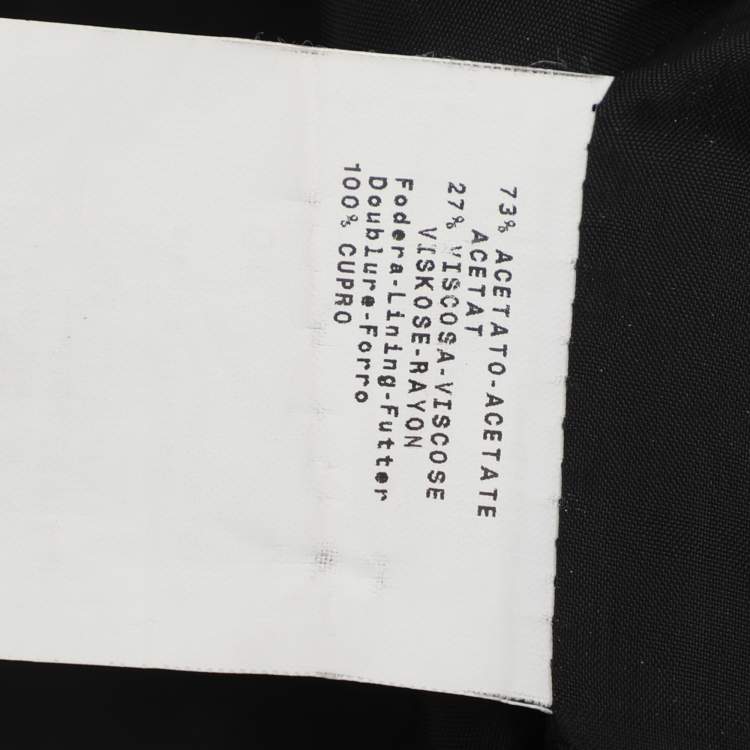 73% ACETATO-ACETATE
ACETAT
27% VISCOSA-VISCOSE
VISKOSE-RAYON
Fodera-Lining-Futter
Doublure-Forro
100% CUPRO